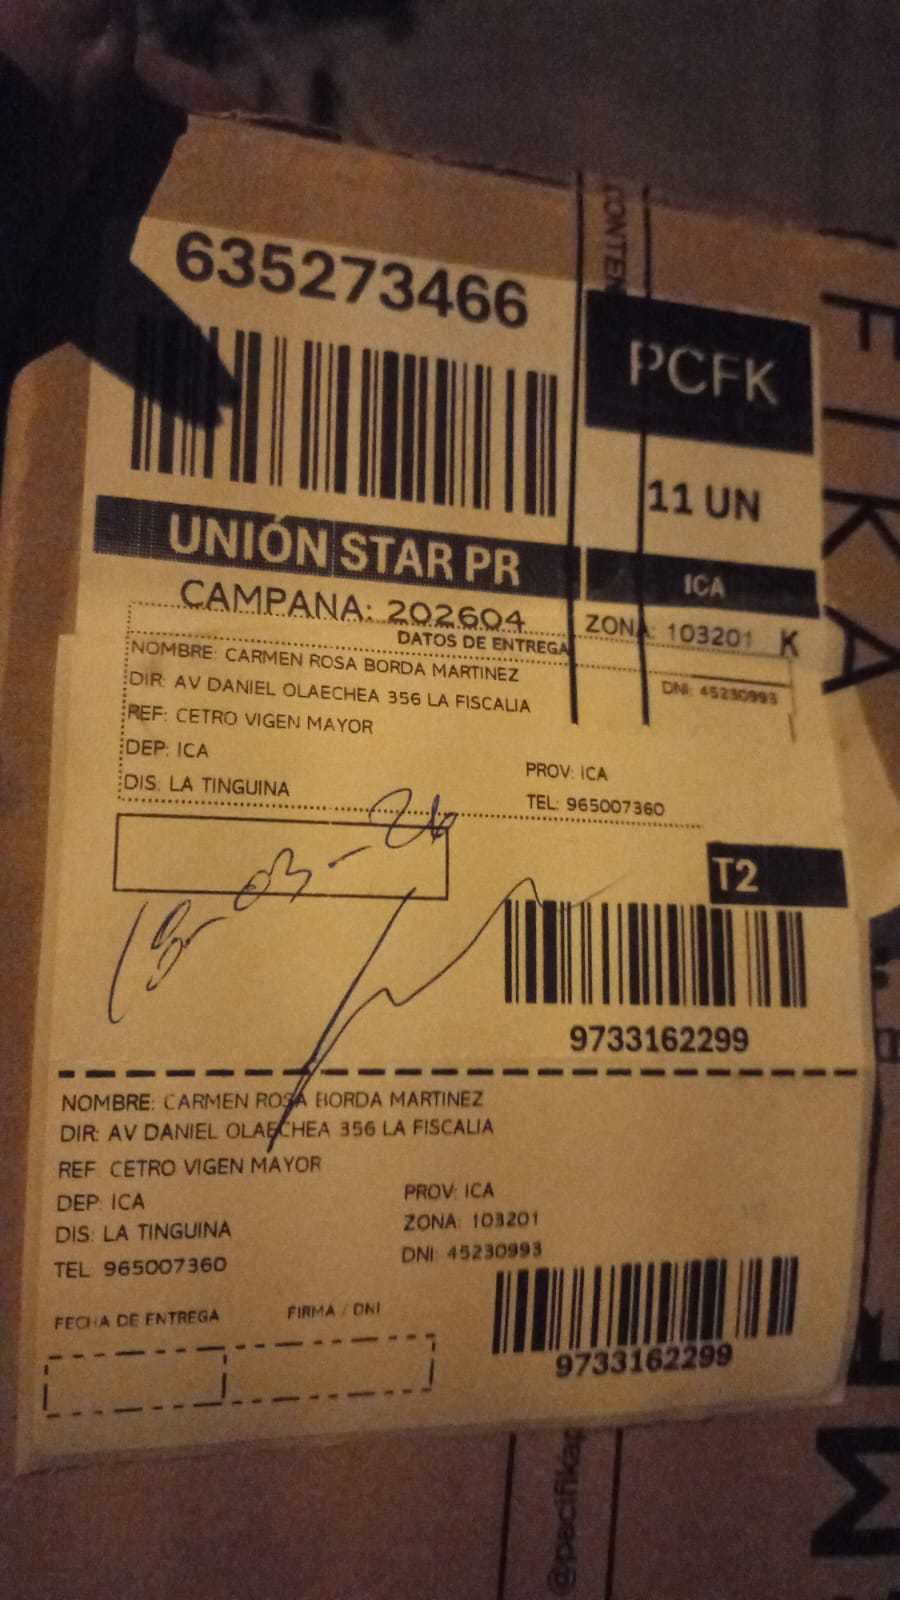 635273466
CONTEN
PCFK
11 UN
UNIÓN STAR PR
ICA
CAMPANA: 202604
ZONA: 103201 K
DATOS DE ENTREGA
NOMBRE: CARMEN ROSA BORDA MARTINEZ
DNI: 45230993
DIR: AV DANIEL OLAECHEA 356 LA FISCALIA
REF: CETRO VIGEN MAYOR
DEP: ICA
PROV: ICA
DIS: LA TINGUINA
TEL: 965007360
T2
9733162299
NOMBRE: CARMEN ROSA BORDA MARTINEZ
DIR: AV DANIEL OLAECHEA 356 LA FISCALIA
REF: CETRO VIGEN MAYOR
DEP: ICA
PROV: ICA
DIS: LA TINGUINA
ZONA: 103201
TEL: 965007360
DNI: 45230993
FECHA DE ENTREGA
FIRMA / DNI
9733162299
FIKA
ME
@pacifikap